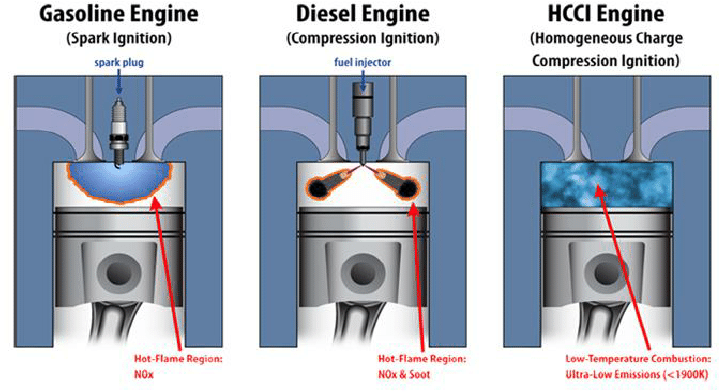 Gasoline Engine
(Spark Ignition)
spark plug
Hot-Flame Region:
NOx
Diesel Engine
(Compression Ignition)
fuel injector
Hot-Flame Region:
NOx & Soot
HCCI Engine
(Homogeneous Charge
Compression Ignition)
Low-Temperature Combustion:
Ultra-Low Emissions (<1900K)